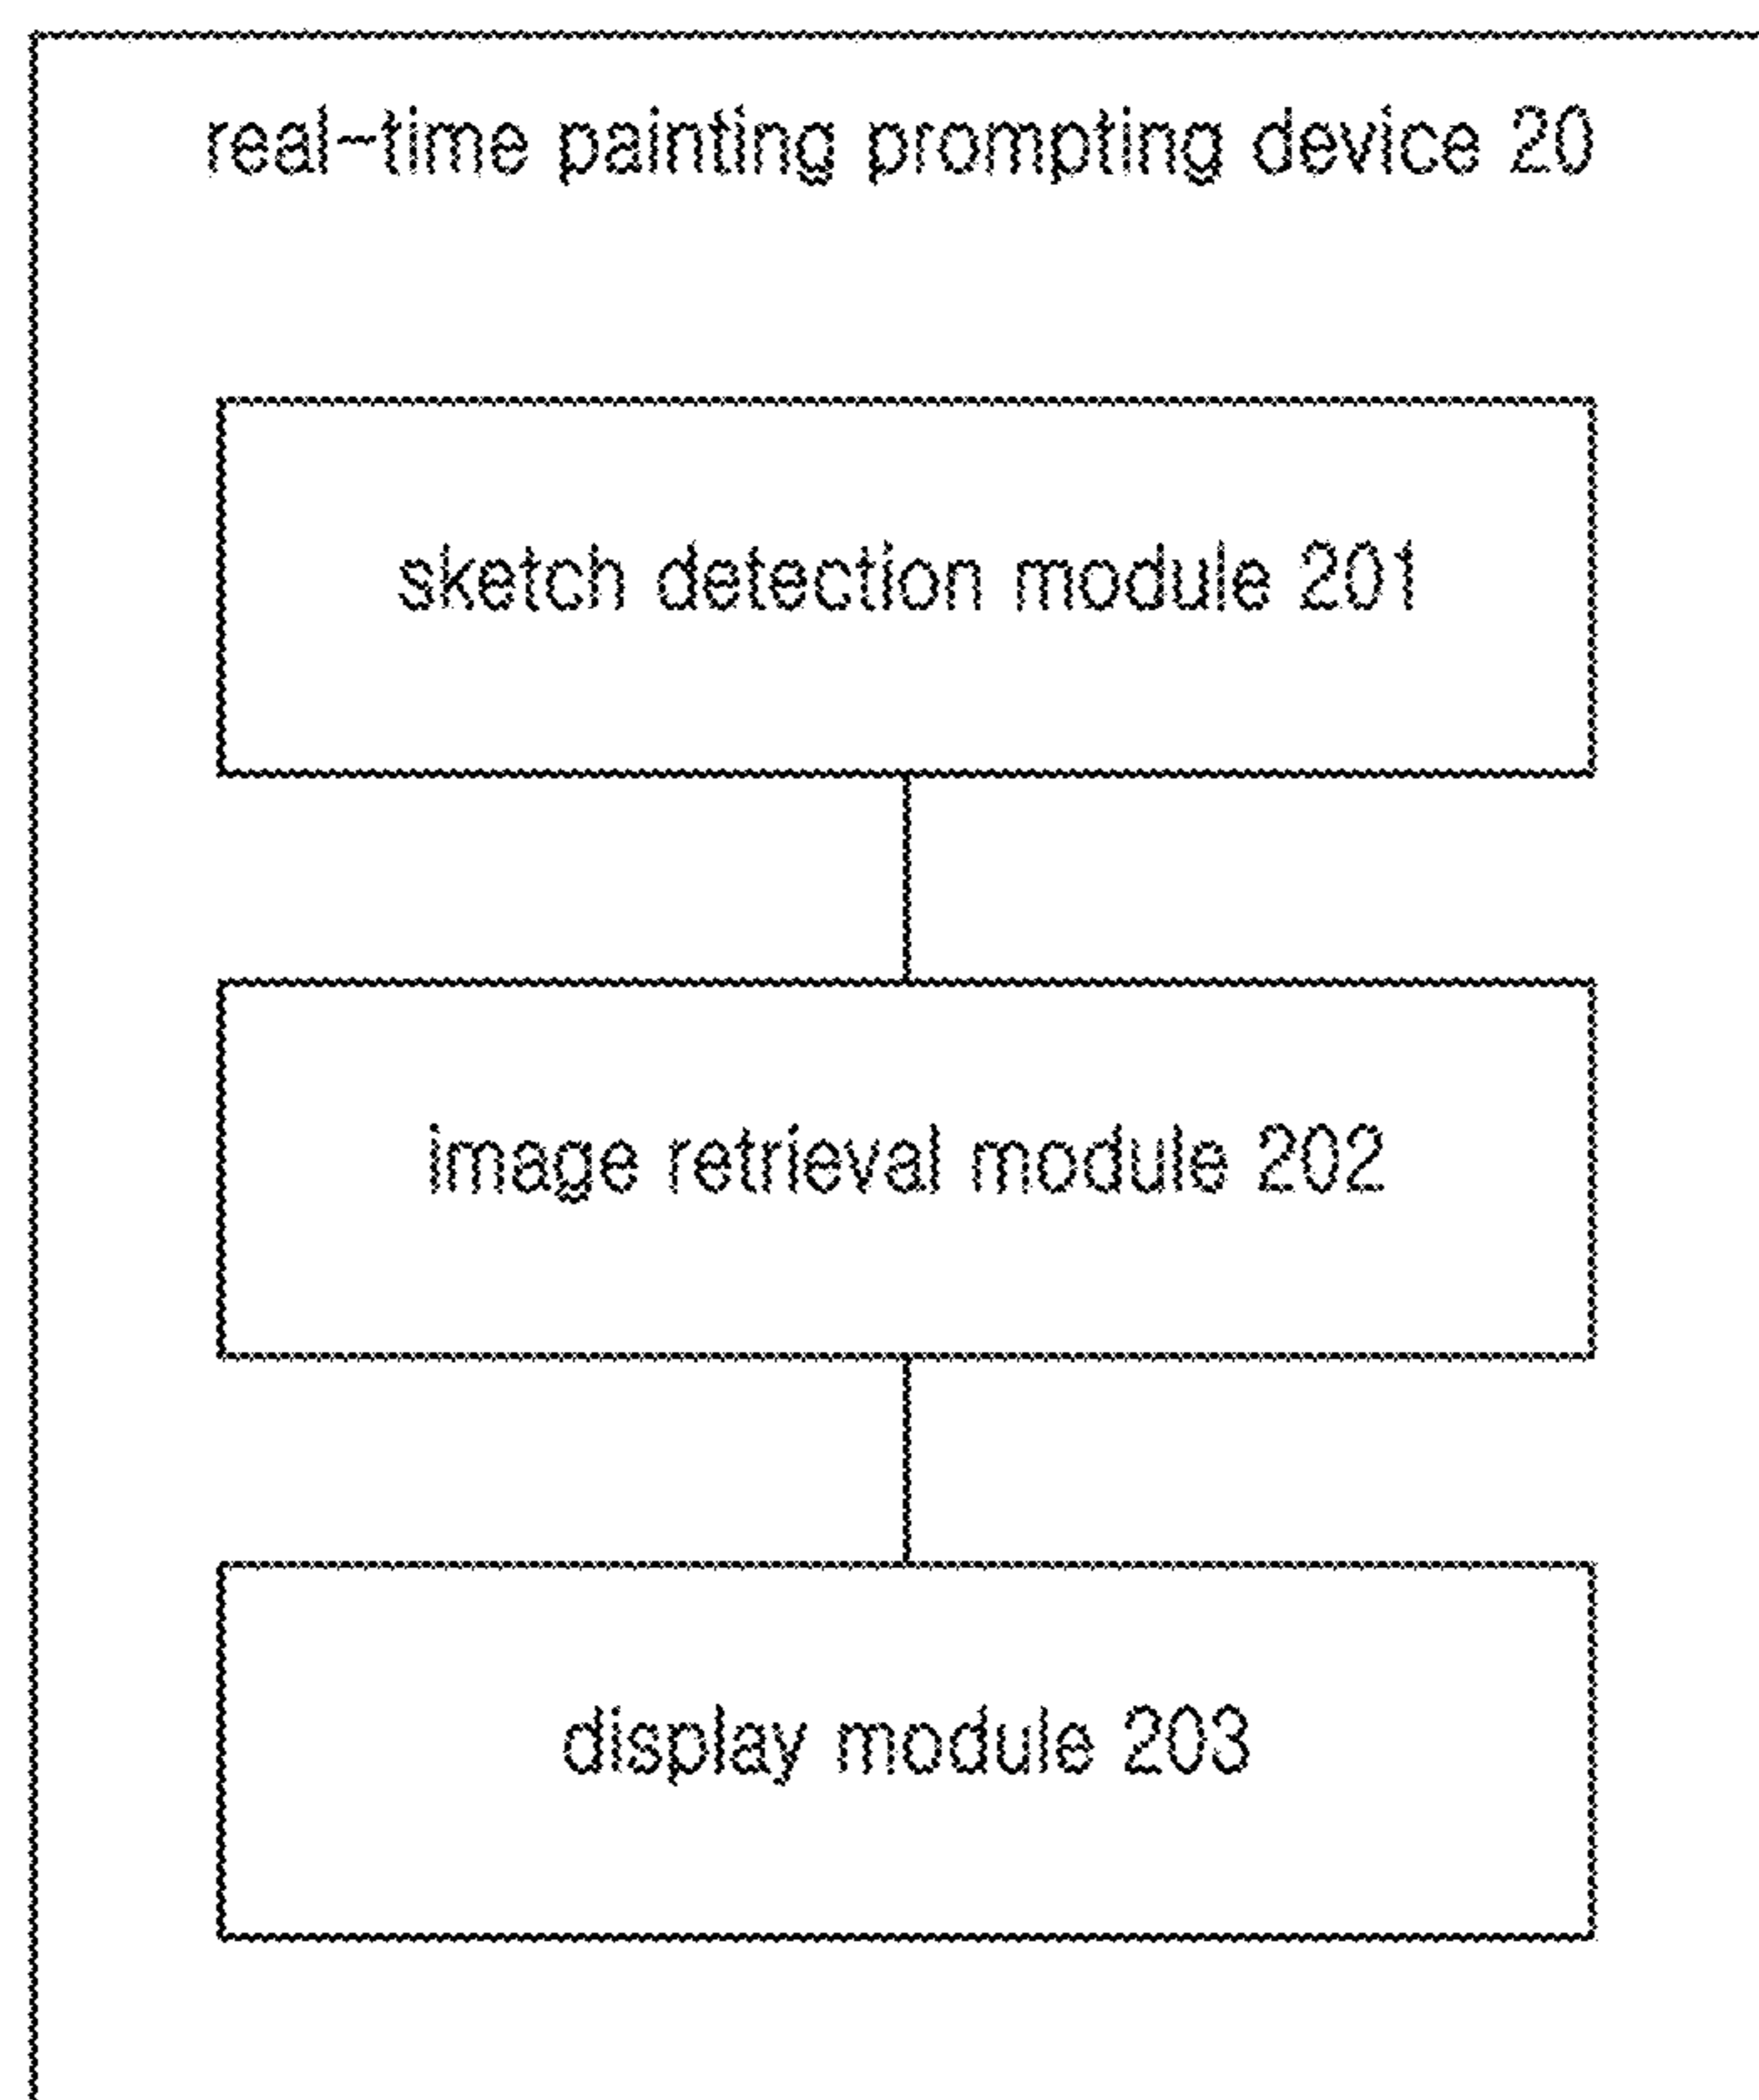 real-time painting prompting device 20
sketch detection module 201
image retrieval module 202
display module 203